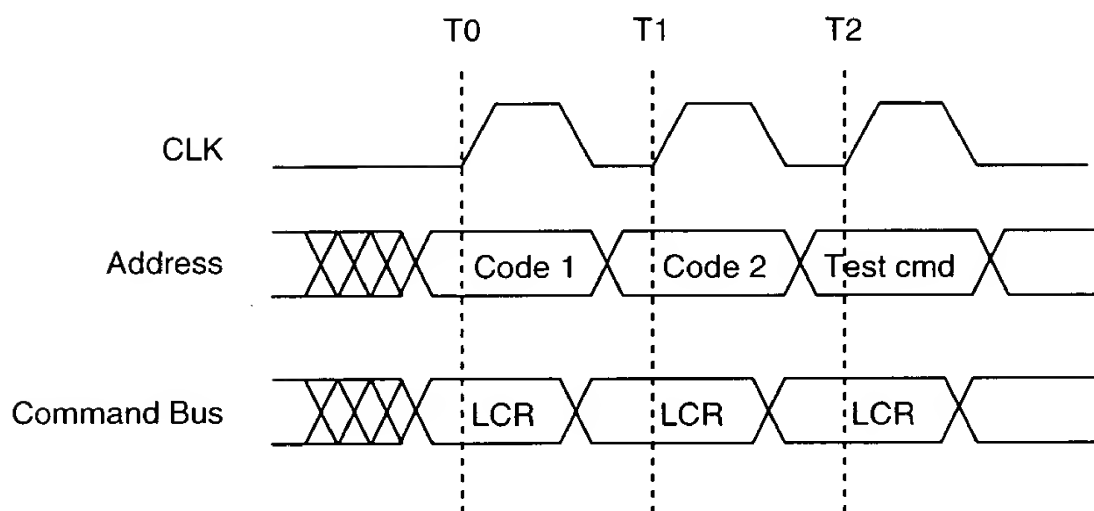 T0 T1 T2
CLK
Address Code 1 Code 2 Test cmd
Command Bus LCR LCR LCR